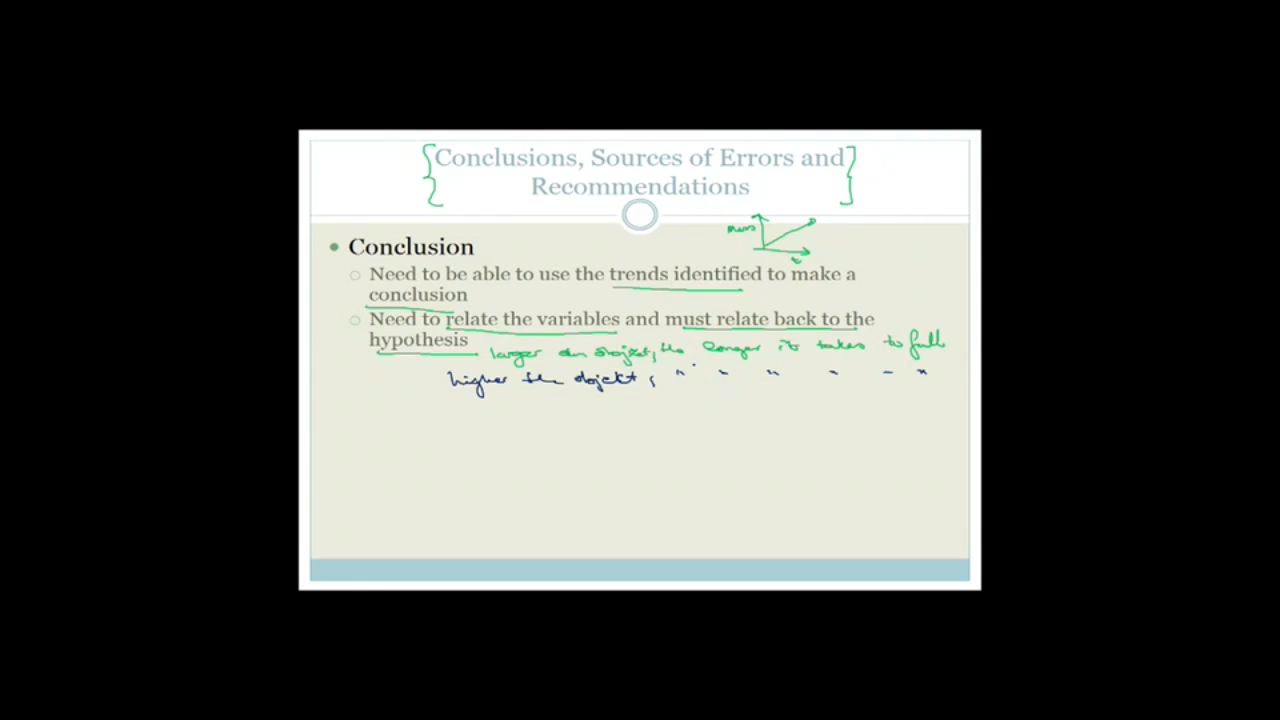 Conclusions, Sources of Errors and
Recommendations
mass
t
Conclusion
Need to be able to use the trends identified to make a
conclusion
Need to relate the variables and must relate back to the
hypothesis
larger an object, the longer it takes to fall
higher the object, " " " " " "